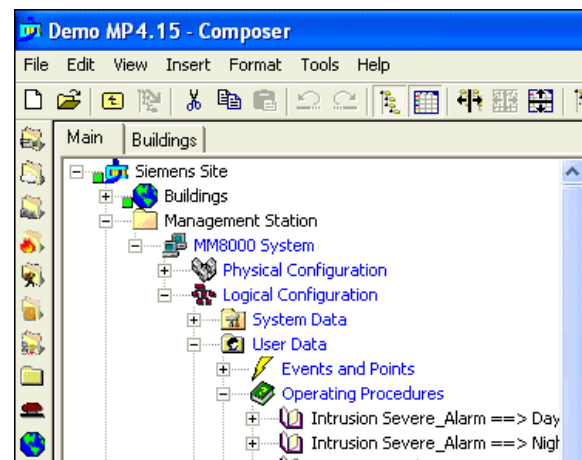 Demo MP4.15 - Composer
File Edit View Insert Format Tools Help
Main Buildings
Siemens Site
Buildings
Management Station
MM8000 System
Physical Configuration
Logical Configuration
System Data
User Data
Events and Points
Operating Procedures
Intrusion Severe_Alarm ==> Day
Intrusion Severe_Alarm ==> Nigh